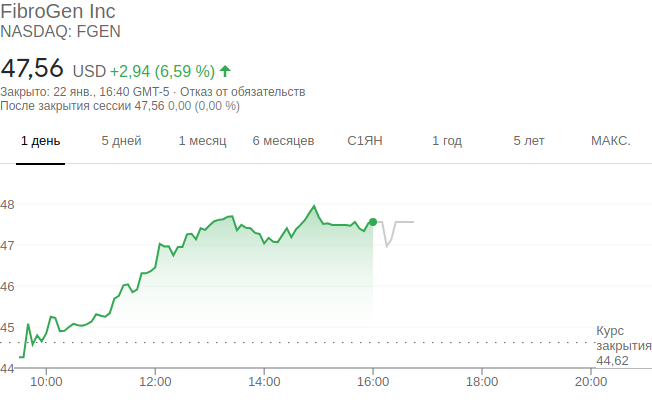 FibroGen Inc
NASDAQ: FGEN
47,56 USD +2,94 (6,59 %)
Закрыто: 22 янв., 16:40 GMT-5 · Отказ от обязательств
После закрытия сессии 47,56 0,00 (0,00 %)
1 день 5 дней 1 месяц 6 месяцев С1ЯН 1 год 5 лет МАКС.
48
47
46
45
Курс
закрытия
44,62
44
10:00 12:00 14:00 16:00 18:00 20:00